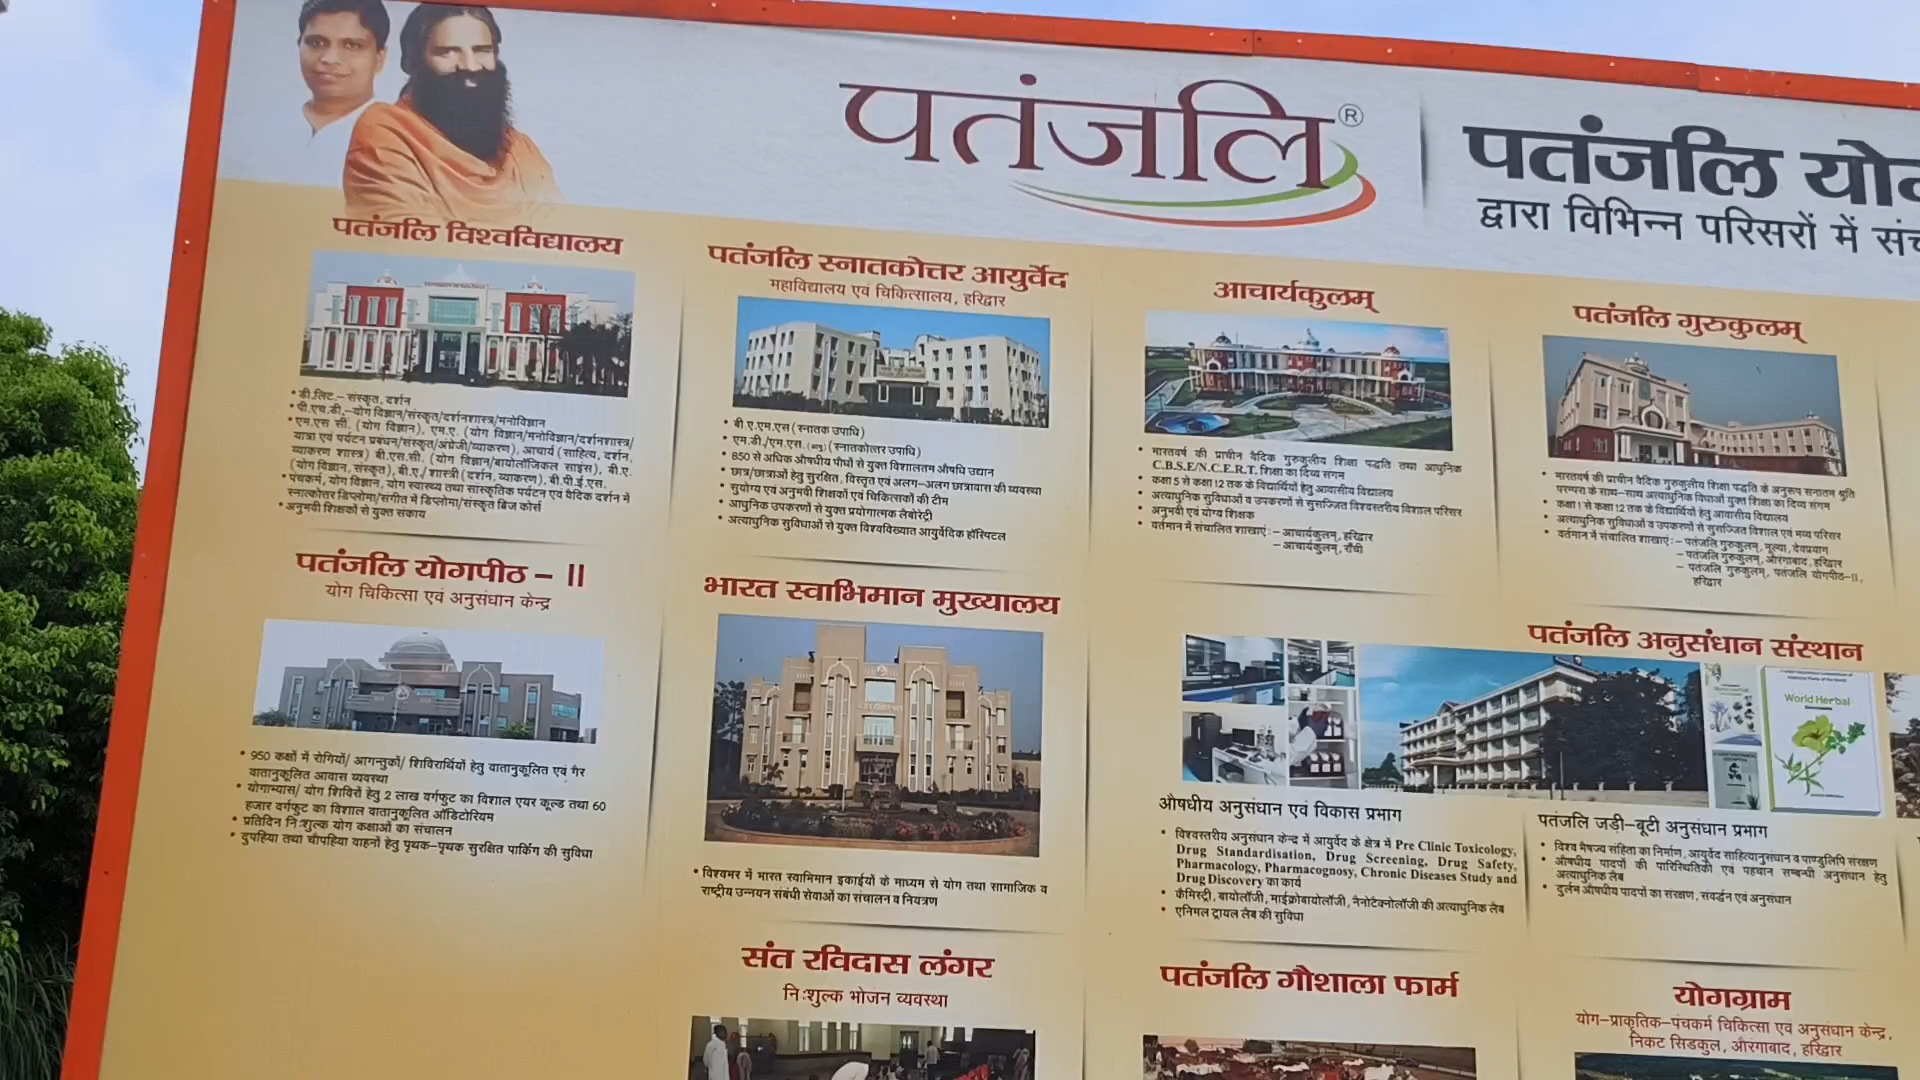 पतंजलि®
पतंजलि
द्वारा विभिन्न परिसरों में
पतंजलि विश्वविद्यालय
• डी.लिट.– संस्कृत, दर्शन
• पी.एच.डी.–योग विज्ञान/संस्कृत/दर्शनशास्त्र/मनोविज्ञान
• एम.एस सी. (योग विज्ञान), एम.ए. (योग विज्ञान/मनोविज्ञान/दर्शनशास्त्र/
यात्रा एवं पर्यटन प्रबंधन/संस्कृत/अंग्रेजी/व्याकरण), आचार्य (साहित्य, दर्शन,
व्याकरण शास्त्र) बी.एस.सी. (योग विज्ञान/बायोलॉजिकल साइंस), बी.ए.
(योग विज्ञान, संस्कृत), बी.ए./ शास्त्री (दर्शन, व्याकरण), बी.पी.ई.एस.
• पंचकर्म, योग विज्ञान, योग स्वास्थ्य तथा सांस्कृतिक पर्यटन एवं वैदिक दर्शन में
स्नातकोत्तर डिप्लोमा/संगीत में डिप्लोमा/संस्कृत ब्रिज कोर्स
• अनुभवी शिक्षकों से युक्त संकाय
पतंजलि स्नातकोत्तर आयुर्वेद
महाविद्यालय एवं चिकित्सालय, हरिद्वार
• बी.ए.एम.एस (स्नातक उपाधि)
• एम.डी./एम.एस. (आयु) (स्नातकोत्तर उपाधि)
• 850 से अधिक औषधीय पौधों से युक्त विशालतम औषधि उद्यान
• छात्र/छात्राओं हेतु सुरक्षित, विस्तृत एवं अलग–अलग छात्रावास की व्यवस्था
• सुयोग्य एवं अनुभवी शिक्षकों एवं चिकित्सकों की टीम
• आधुनिक उपकरणों से युक्त प्रयोगात्मक लैबोरेट्री
• अत्याधुनिक सुविधाओं से युक्त विश्वविख्यात आयुर्वेदिक हॉस्पिटल
आचार्यकुलम्
• भारतवर्ष की प्राचीन वैदिक गुरुकुलीय शिक्षा पद्धति तथा आधुनिक
C.B.S.E/N.C.E.R.T. शिक्षा का दिव्य संगम
• कक्षा 5 से कक्षा 12 तक के विद्यार्थियों हेतु आवासीय विद्यालय
• अत्याधुनिक सुविधाओं व उपकरणों से सुसज्जित विश्वस्तरीय विशाल परिसर
• अनुभवी एवं योग्य शिक्षक
• वर्तमान में संचालित शाखाएं:– आचार्यकुलम्, हरिद्वार
– आचार्यकुलम्, राँची
पतंजलि गुरुकुलम्
• भारतवर्ष की प्राचीन वैदिक गुरुकुलीय शिक्षा पद्धति के अनुरूप सनातन श्रुति
परम्परा के साथ–साथ अत्याधुनिक विधाओं युक्त शिक्षा का दिव्य संगम
• कक्षा 1 से कक्षा 12 तक के विद्यार्थियों हेतु आवासीय विद्यालय
• अत्याधुनिक सुविधाओं व उपकरणों से सुसज्जित विशाल एवं भव्य परिसर
• वर्तमान में संचालित शाखाएं:– पतंजलि गुरुकुलम्, मूल्या, देवप्रयाग
– पतंजलि गुरुकुलम्, औरंगाबाद, हरिद्वार
– पतंजलि गुरुकुलम्, पतंजलि योगपीठ–II,
हरिद्वार
पतंजलि योगपीठ – II
योग चिकित्सा एवं अनुसंधान केन्द्र
• 950 कक्षों में रोगियों/ आगन्तुकों/ शिविरार्थियों हेतु वातानुकूलित एवं गैर
वातानुकूलित आवास व्यवस्था
• योगाभ्यास/ योग शिविरों हेतु 2 लाख वर्गफुट का विशाल एयर कूल्ड तथा 60
हजार वर्गफुट का विशाल वातानुकूलित ऑडिटोरियम
• प्रतिदिन निःशुल्क योग कक्षाओं का संचालन
• दुपहिया तथा चौपहिया वाहनों हेतु पृथक–पृथक सुरक्षित पार्किंग की सुविधा
भारत स्वाभिमान मुख्यालय
• विश्वभर में भारत स्वाभिमान इकाईयों के माध्यम से योग तथा सामाजिक व
राष्ट्रीय उन्नयन संबंधी सेवाओं का संचालन व नियंत्रण
पतंजलि अनुसंधान संस्थान
World Herbal
औषधीय अनुसंधान एवं विकास प्रभाग
• विश्वस्तरीय अनुसंधान केन्द्र में आयुर्वेद के क्षेत्र में Pre Clinic Toxicology,
Drug Standardisation, Drug Screening, Drug Safety,
Pharmacology, Pharmacognosy, Chronic Diseases Study and
Drug Discovery का कार्य
• कैमिस्ट्री, बायोलॉजी, माईक्रोबायोलॉजी, नैनोटैक्नोलॉजी की अत्याधुनिक लैब
• एनिमल ट्रायल लैब की सुविधा
पतंजलि जड़ी–बूटी अनुसंधान प्रभाग
• विश्व भैषज्य संहिता का निर्माण, आयुर्वेद साहित्यानुसंधान व पाण्डुलिपि संरक्षण
• औषधीय पादपों की पारिस्थितिकी एवं पहचान सम्बन्धी अनुसंधान हेतु
अत्याधुनिक लैब
• दुर्लभ औषधीय पादपों का संरक्षण, संवर्द्धन एवं अनुसंधान
संत रविदास लंगर
निःशुल्क भोजन व्यवस्था
पतंजलि गौशाला फार्म
योगग्राम
योग–प्राकृतिक–पंचकर्म चिकित्सा एवं अनुसंधान केन्द्र,
निकट सिडकुल, औरंगाबाद, हरिद्वार